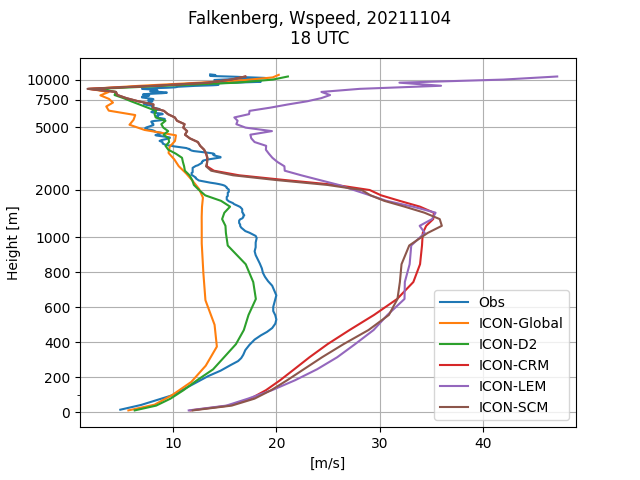 Falkenberg, Wspeed, 20211104
18 UTC
10000
7500
5000
2000
1000
800
600
400
200
0
Height [m]
Obs
ICON-Global
ICON-D2
ICON-CRM
ICON-LEM
ICON-SCM
10 20 30 40
[m/s]